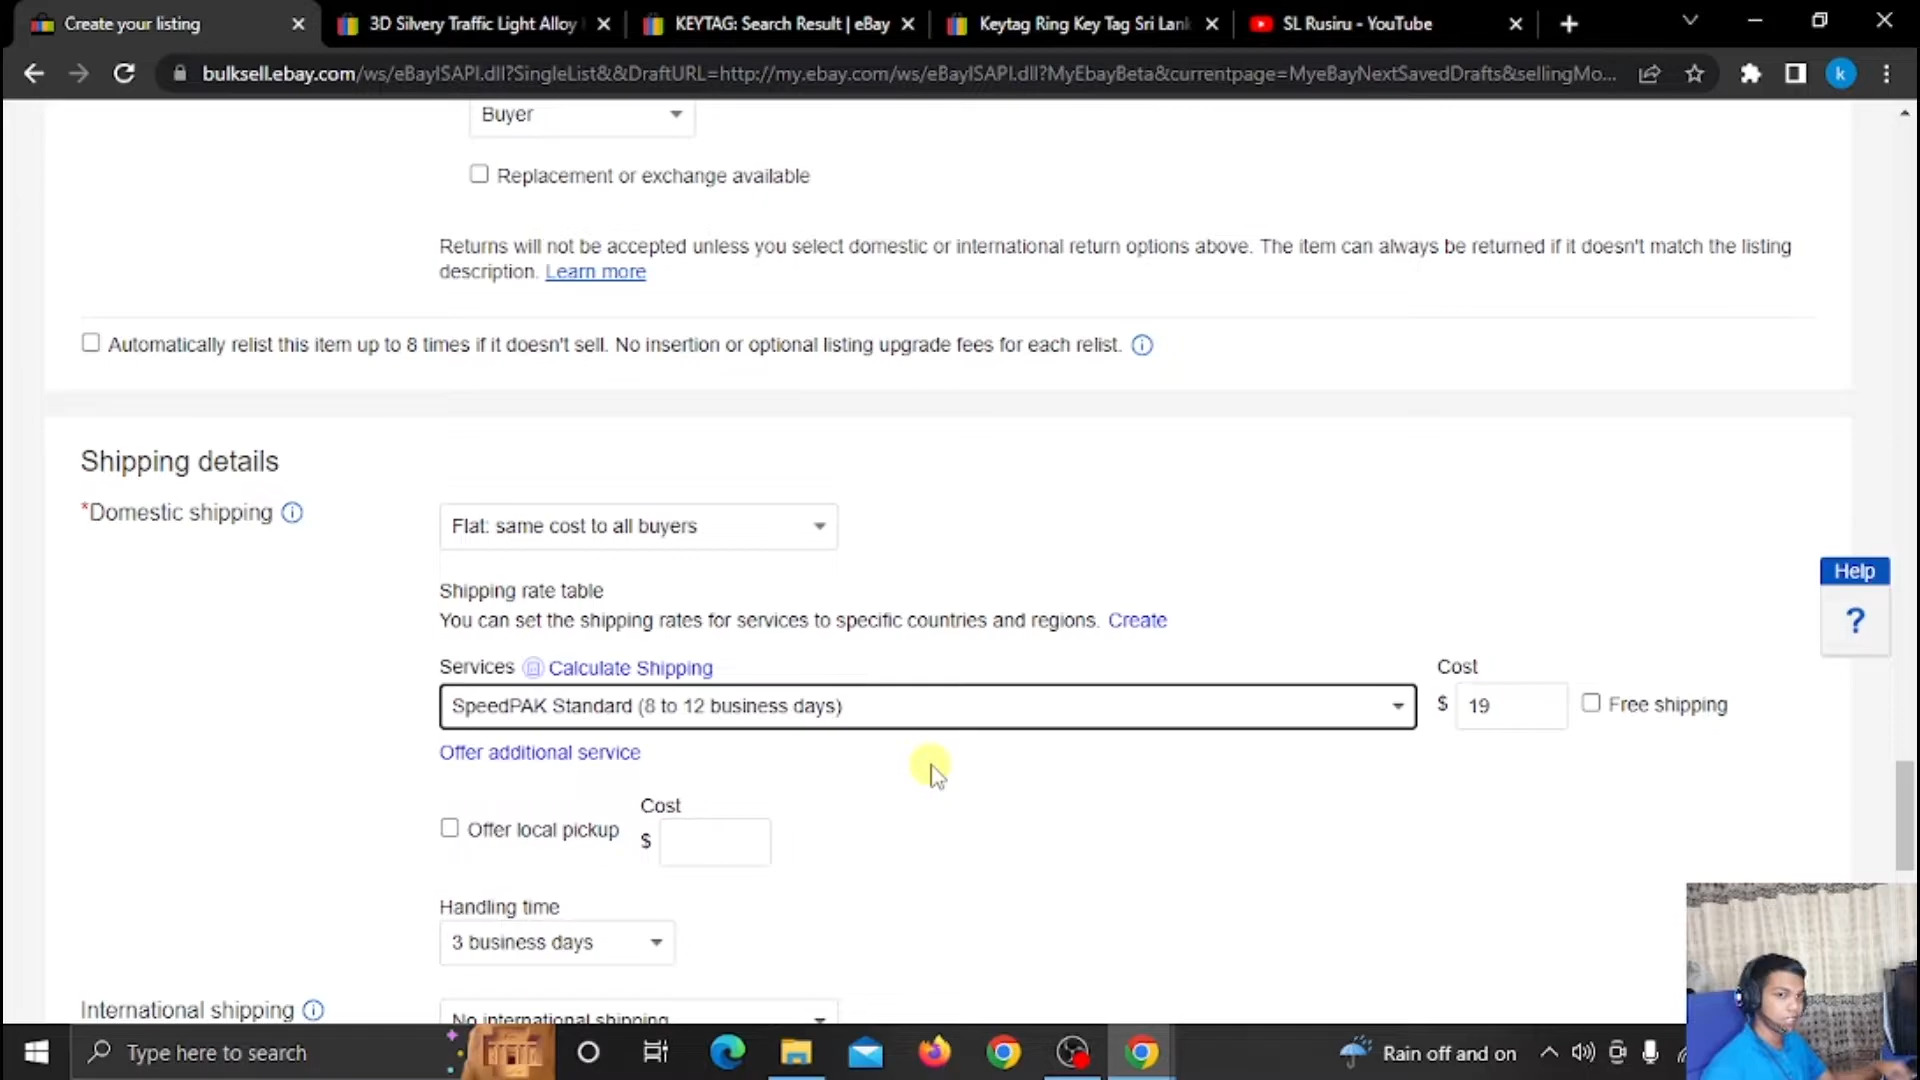 Create your listing
3D Silvery Traffic Light Alloy
KEYTAG: Search Result | eBay
Keytag Ring Key Tag Sri Lank
SL Rusiru - YouTube
bulksell.ebay.com/ws/eBayISAPI.dll?SingleList&&DraftURL=http://my.ebay.com/ws/eBayISAPI.dll?MyEbayBeta&currentpage=MyeBayNextSavedDrafts&sellingMo...
k
Buyer
Replacement or exchange available
Returns will not be accepted unless you select domestic or international return options above. The item can always be returned if it doesn't match the listing
description. Learn more
Automatically relist this item up to 8 times if it doesn't sell. No insertion or optional listing upgrade fees for each relist.
Shipping details
*Domestic shipping
Flat: same cost to all buyers
Shipping rate table
You can set the shipping rates for services to specific countries and regions. Create
Services Calculate Shipping
Cost
SpeedPAK Standard (8 to 12 business days)
$ 19
Free shipping
Offer additional service
Cost
Offer local pickup
$
Handling time
3 business days
International shipping
No international shipping
Help
?
Type here to search
Rain off and on